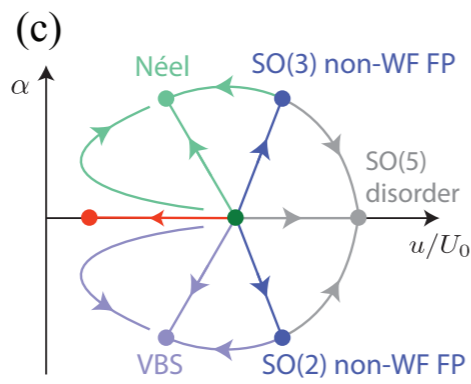 (c)
Néel
SO(3) non-WF FP
α
SO(5)
disorder
u/U₀
VBS
SO(2) non-WF FP